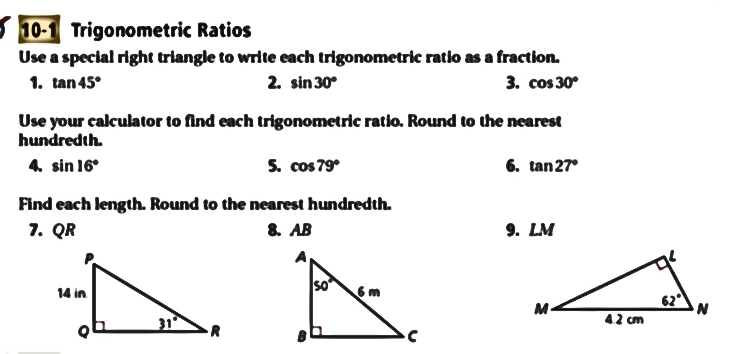 10-1 Trigonometric Ratios
Use a special right triangle to write each trigonometric ratio as a fraction.
1. tan 45° 2. sin 30° 3. cos 30°
Use your calculator to find each trigonometric ratio. Round to the nearest
hundredth.
4. sin 16° 5. cos 79° 6. tan 27°
Find each length. Round to the nearest hundredth.
7. QR 8. AB 9. LM
P A L
14 in. 50° 6 m
31° 62°
Q R B C M N
4.2 cm